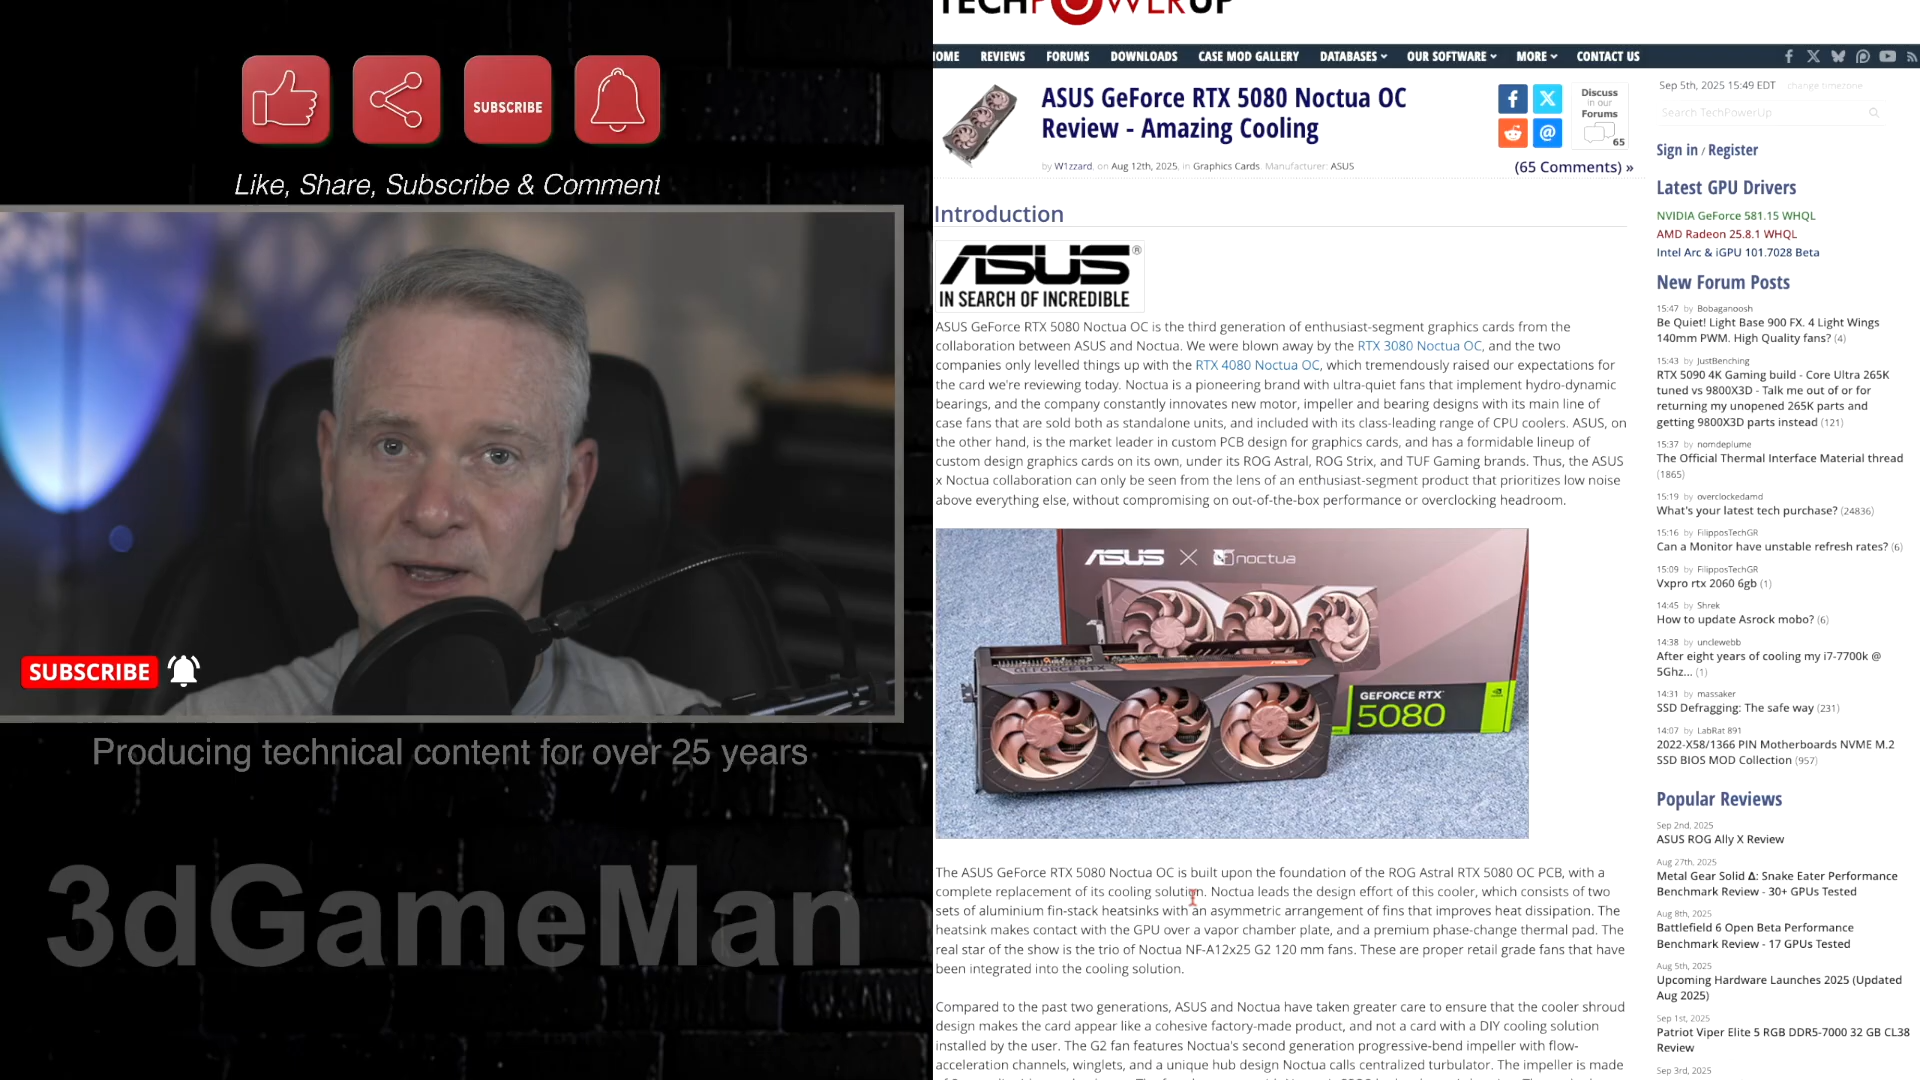 SUBSCRIBE
Like, Share, Subscribe & Comment
SUBSCRIBE
Producing technical content for over 25 years
3dGameMan
TECHPOWERUP
HOME REVIEWS FORUMS DOWNLOADS CASE MOD GALLERY DATABASES OUR SOFTWARE MORE CONTACT US
ASUS GeForce RTX 5080 Noctua OC
Review - Amazing Cooling
by W1zzard, on Aug 12th, 2025, in Graphics Cards. Manufacturer: ASUS
Discuss
in our
Forums
65
(65 Comments) »
Introduction
ASUS®
IN SEARCH OF INCREDIBLE
ASUS GeForce RTX 5080 Noctua OC is the third generation of enthusiast-segment graphics cards from the
collaboration between ASUS and Noctua. We were blown away by the RTX 3080 Noctua OC, and the two
companies only levelled things up with the RTX 4080 Noctua OC, which tremendously raised our expectations for
the card we're reviewing today. Noctua is a pioneering brand with ultra-quiet fans that implement hydro-dynamic
bearings, and the company constantly innovates new motor, impeller and bearing designs with its main line of
case fans that are sold both as standalone units, and included with its class-leading range of CPU coolers. ASUS, on
the other hand, is the market leader in custom PCB design for graphics cards, and has a formidable lineup of
custom design graphics cards on its own, under its ROG Astral, ROG Strix, and TUF Gaming brands. Thus, the ASUS
x Noctua collaboration can only be seen from the lens of an enthusiast-segment product that prioritizes low noise
above everything else, without compromising on out-of-the-box performance or overclocking headroom.
ASUS X noctua
GEFORCE RTX
ASUS
GEFORCE RTX
5080
The ASUS GeForce RTX 5080 Noctua OC is built upon the foundation of the ROG Astral RTX 5080 OC PCB, with a
complete replacement of its cooling solution. Noctua leads the design effort of this cooler, which consists of two
sets of aluminium fin-stack heatsinks with an asymmetric arrangement of fins that improves heat dissipation. The
heatsink makes contact with the GPU over a vapor chamber plate, and a premium phase-change thermal pad. The
real star of the show is the trio of Noctua NF-A12x25 G2 120 mm fans. These are proper retail grade fans that have
been integrated into the cooling solution.
Compared to the past two generations, ASUS and Noctua have taken greater care to ensure that the cooler shroud
design makes the card appear like a cohesive factory-made product, and not a card with a DIY cooling solution
installed by the user. The G2 fan features Noctua's second generation progressive-bend impeller with flow-
acceleration channels, winglets, and a unique hub design Noctua calls centralized turbulator. The impeller is made
Sep 5th, 2025 15:49 EDT change timezone
Search TechPowerUp
Sign in / Register
Latest GPU Drivers
NVIDIA GeForce 581.15 WHQL
AMD Radeon 25.8.1 WHQL
Intel Arc & iGPU 101.7028 Beta
New Forum Posts
15:47 by Bobaganoosh
Be Quiet! Light Base 900 FX. 4 Light Wings
140mm PWM. High Quality fans? (4)
15:43 by JustBenching
RTX 5090 4K Gaming build - Core Ultra 265K
tuned vs 9800X3D - Talk me out of or for
returning my unopened 265K parts and
getting 9800X3D parts instead (121)
15:37 by nomdeplume
The Official Thermal Interface Material thread
(1865)
15:19 by overclockedamd
What's your latest tech purchase? (24836)
15:16 by FilipposTechGR
Can a Monitor have unstable refresh rates? (6)
15:09 by FilipposTechGR
Vxpro rtx 2060 6gb (1)
14:45 by Shrek
How to update Asrock mobo? (6)
14:38 by unclewebb
After eight years of cooling my i7-7700k @
5Ghz... (1)
14:31 by massaker
SSD Defragging: The safe way (231)
14:07 by LabRat 891
2022-X58/1366 PIN Motherboards NVME M.2
SSD BIOS MOD Collection (957)
Popular Reviews
Sep 2nd, 2025
ASUS ROG Ally X Review
Aug 27th, 2025
Metal Gear Solid Δ: Snake Eater Performance
Benchmark Review - 30+ GPUs Tested
Aug 8th, 2025
Battlefield 6 Open Beta Performance
Benchmark Review - 17 GPUs Tested
Aug 5th, 2025
Upcoming Hardware Launches 2025 (Updated
Aug 2025)
Sep 1st, 2025
Patriot Viper Elite 5 RGB DDR5-7000 32 GB CL38
Review
Sep 3rd, 2025